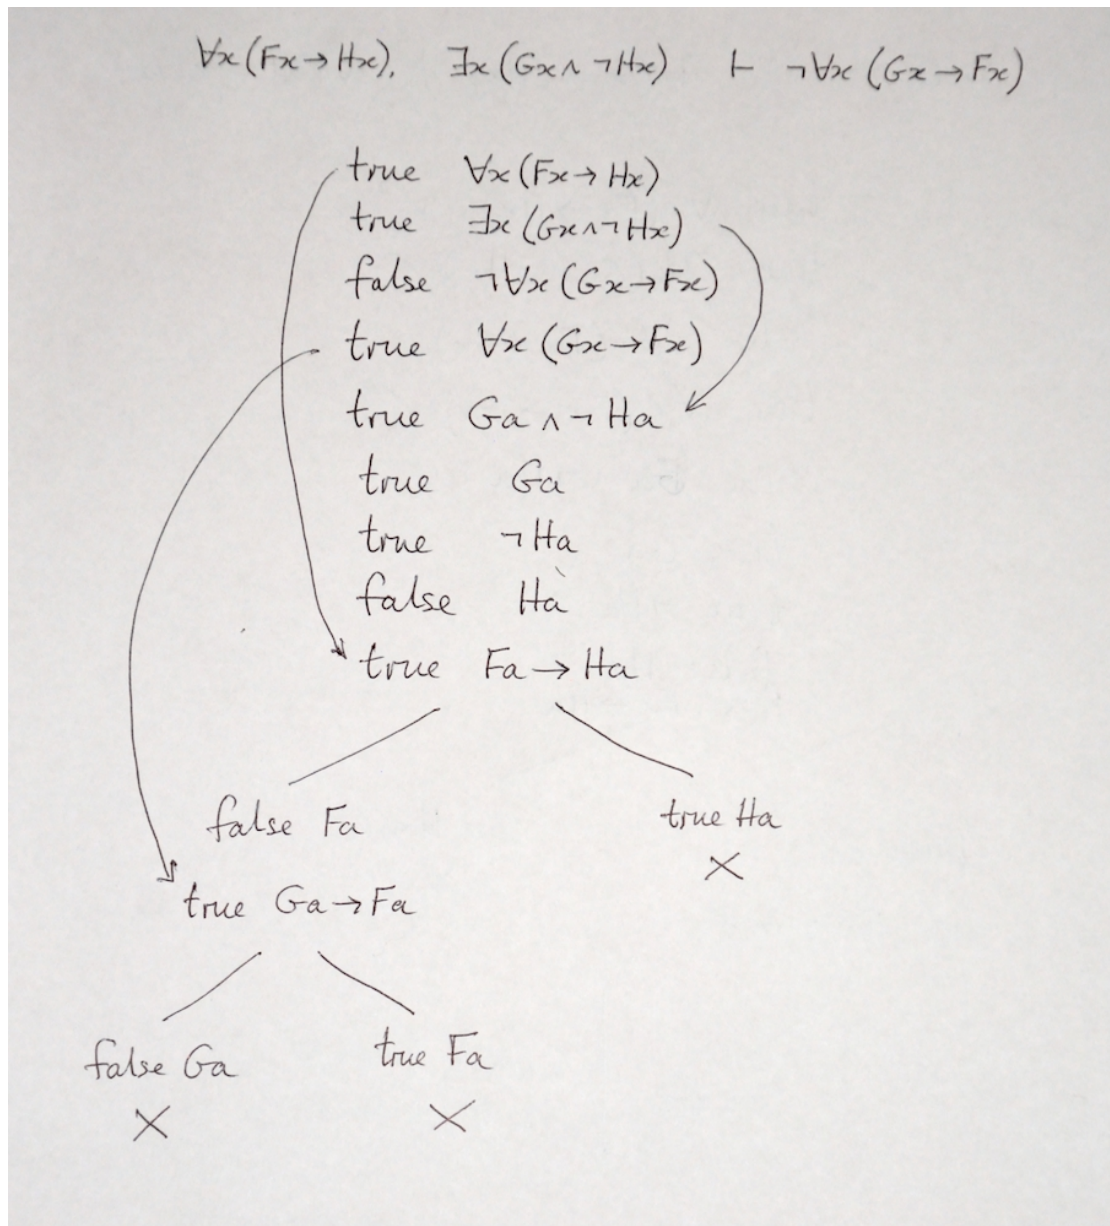 ∀x(Fx→Hx), ∃x(Gx∧¬Hx) ⊢ ¬∀x(Gx→Fx)
true ∀x(Fx→Hx)
true ∃x(Gx∧¬Hx)
false ¬∀x(Gx→Fx)
true ∀x(Gx→Fx)
true Ga∧¬Ha
true Ga
true ¬Ha
false Ha
true Fa→Ha
false Fa
true Ha
×
true Ga→Fa
false Ga
true Fa
×
×